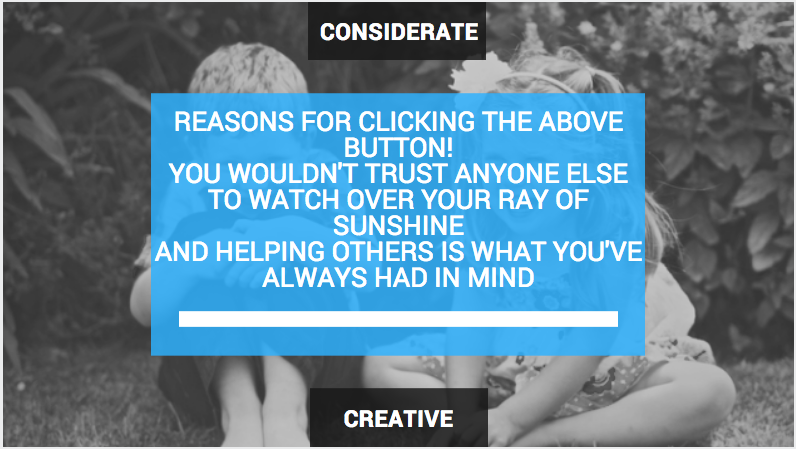 CONSIDERATE
REASONS FOR CLICKING THE ABOVE
BUTTON!
YOU WOULDN'T TRUST ANYONE ELSE
TO WATCH OVER YOUR RAY OF
SUNSHINE
AND HELPING OTHERS IS WHAT YOU'VE
ALWAYS HAD IN MIND
CREATIVE